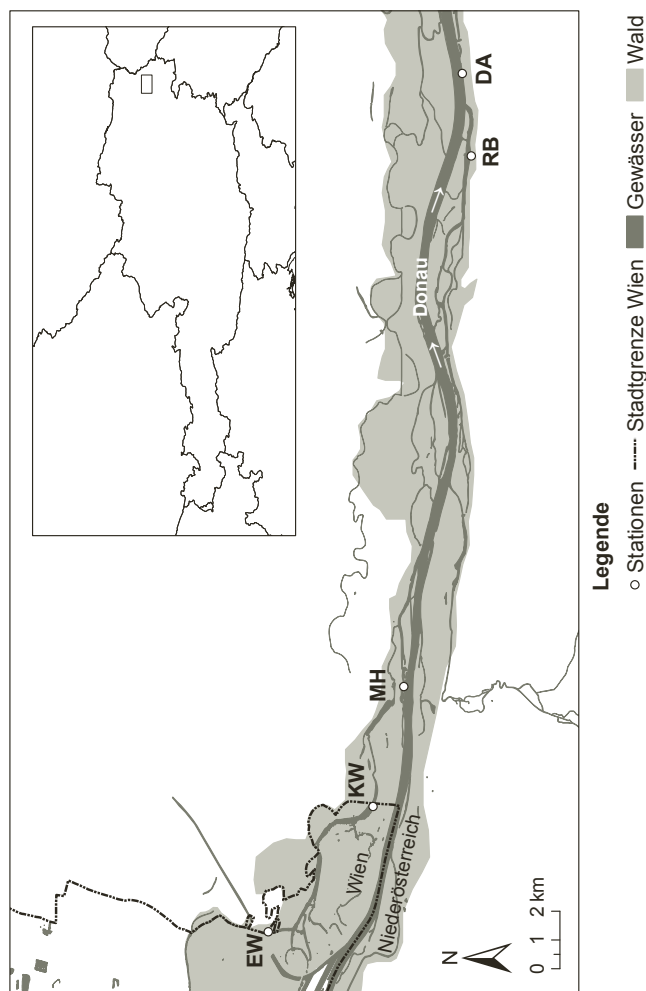 EW
KW
MH
RB
DA
Wien
Niederösterreich
Donau
N
0 1 2 km
Legende
Stationen Stadtgrenze Wien Gewässer Wald